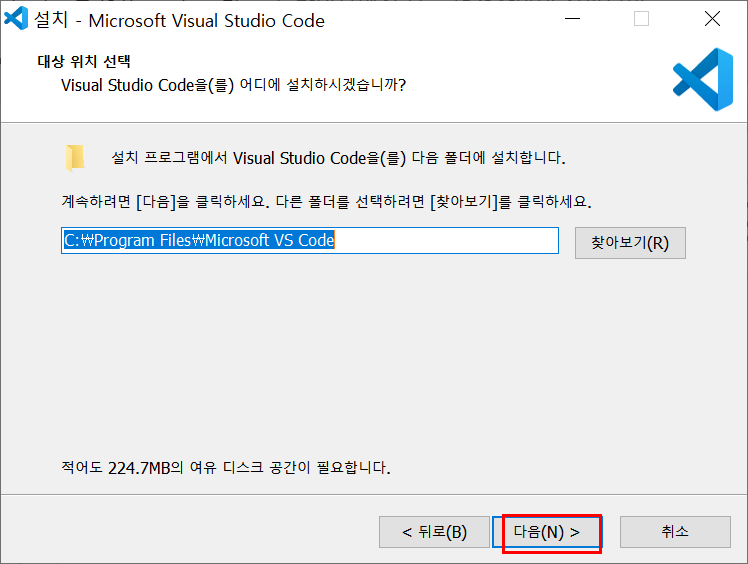 설치 - Microsoft Visual Studio Code
대상 위치 선택
Visual Studio Code을(를) 어디에 설치하시겠습니까?
설치 프로그램에서 Visual Studio Code을(를) 다음 폴더에 설치합니다.
계속하려면 [다음]을 클릭하세요. 다른 폴더를 선택하려면 [찾아보기]를 클릭하세요.
C:₩Program Files₩Microsoft VS Code
찾아보기(R)
적어도 224.7MB의 여유 디스크 공간이 필요합니다.
< 뒤로(B)
다음(N) >
취소